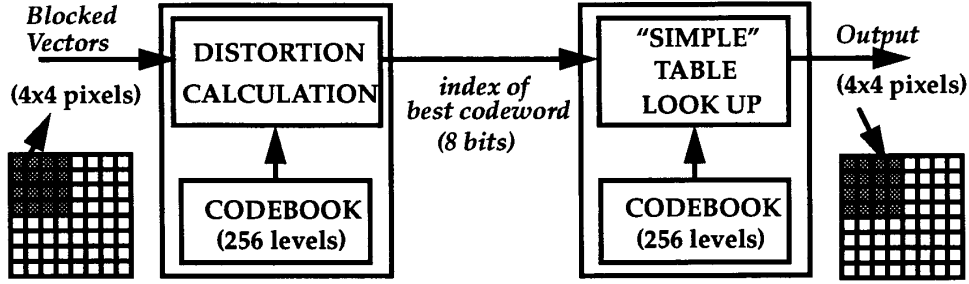 Blocked
Vectors
(4x4 pixels)
DISTORTION
CALCULATION
CODEBOOK
(256 levels)
index of
best codeword
(8 bits)
“SIMPLE”
TABLE
LOOK UP
CODEBOOK
(256 levels)
Output
(4x4 pixels)